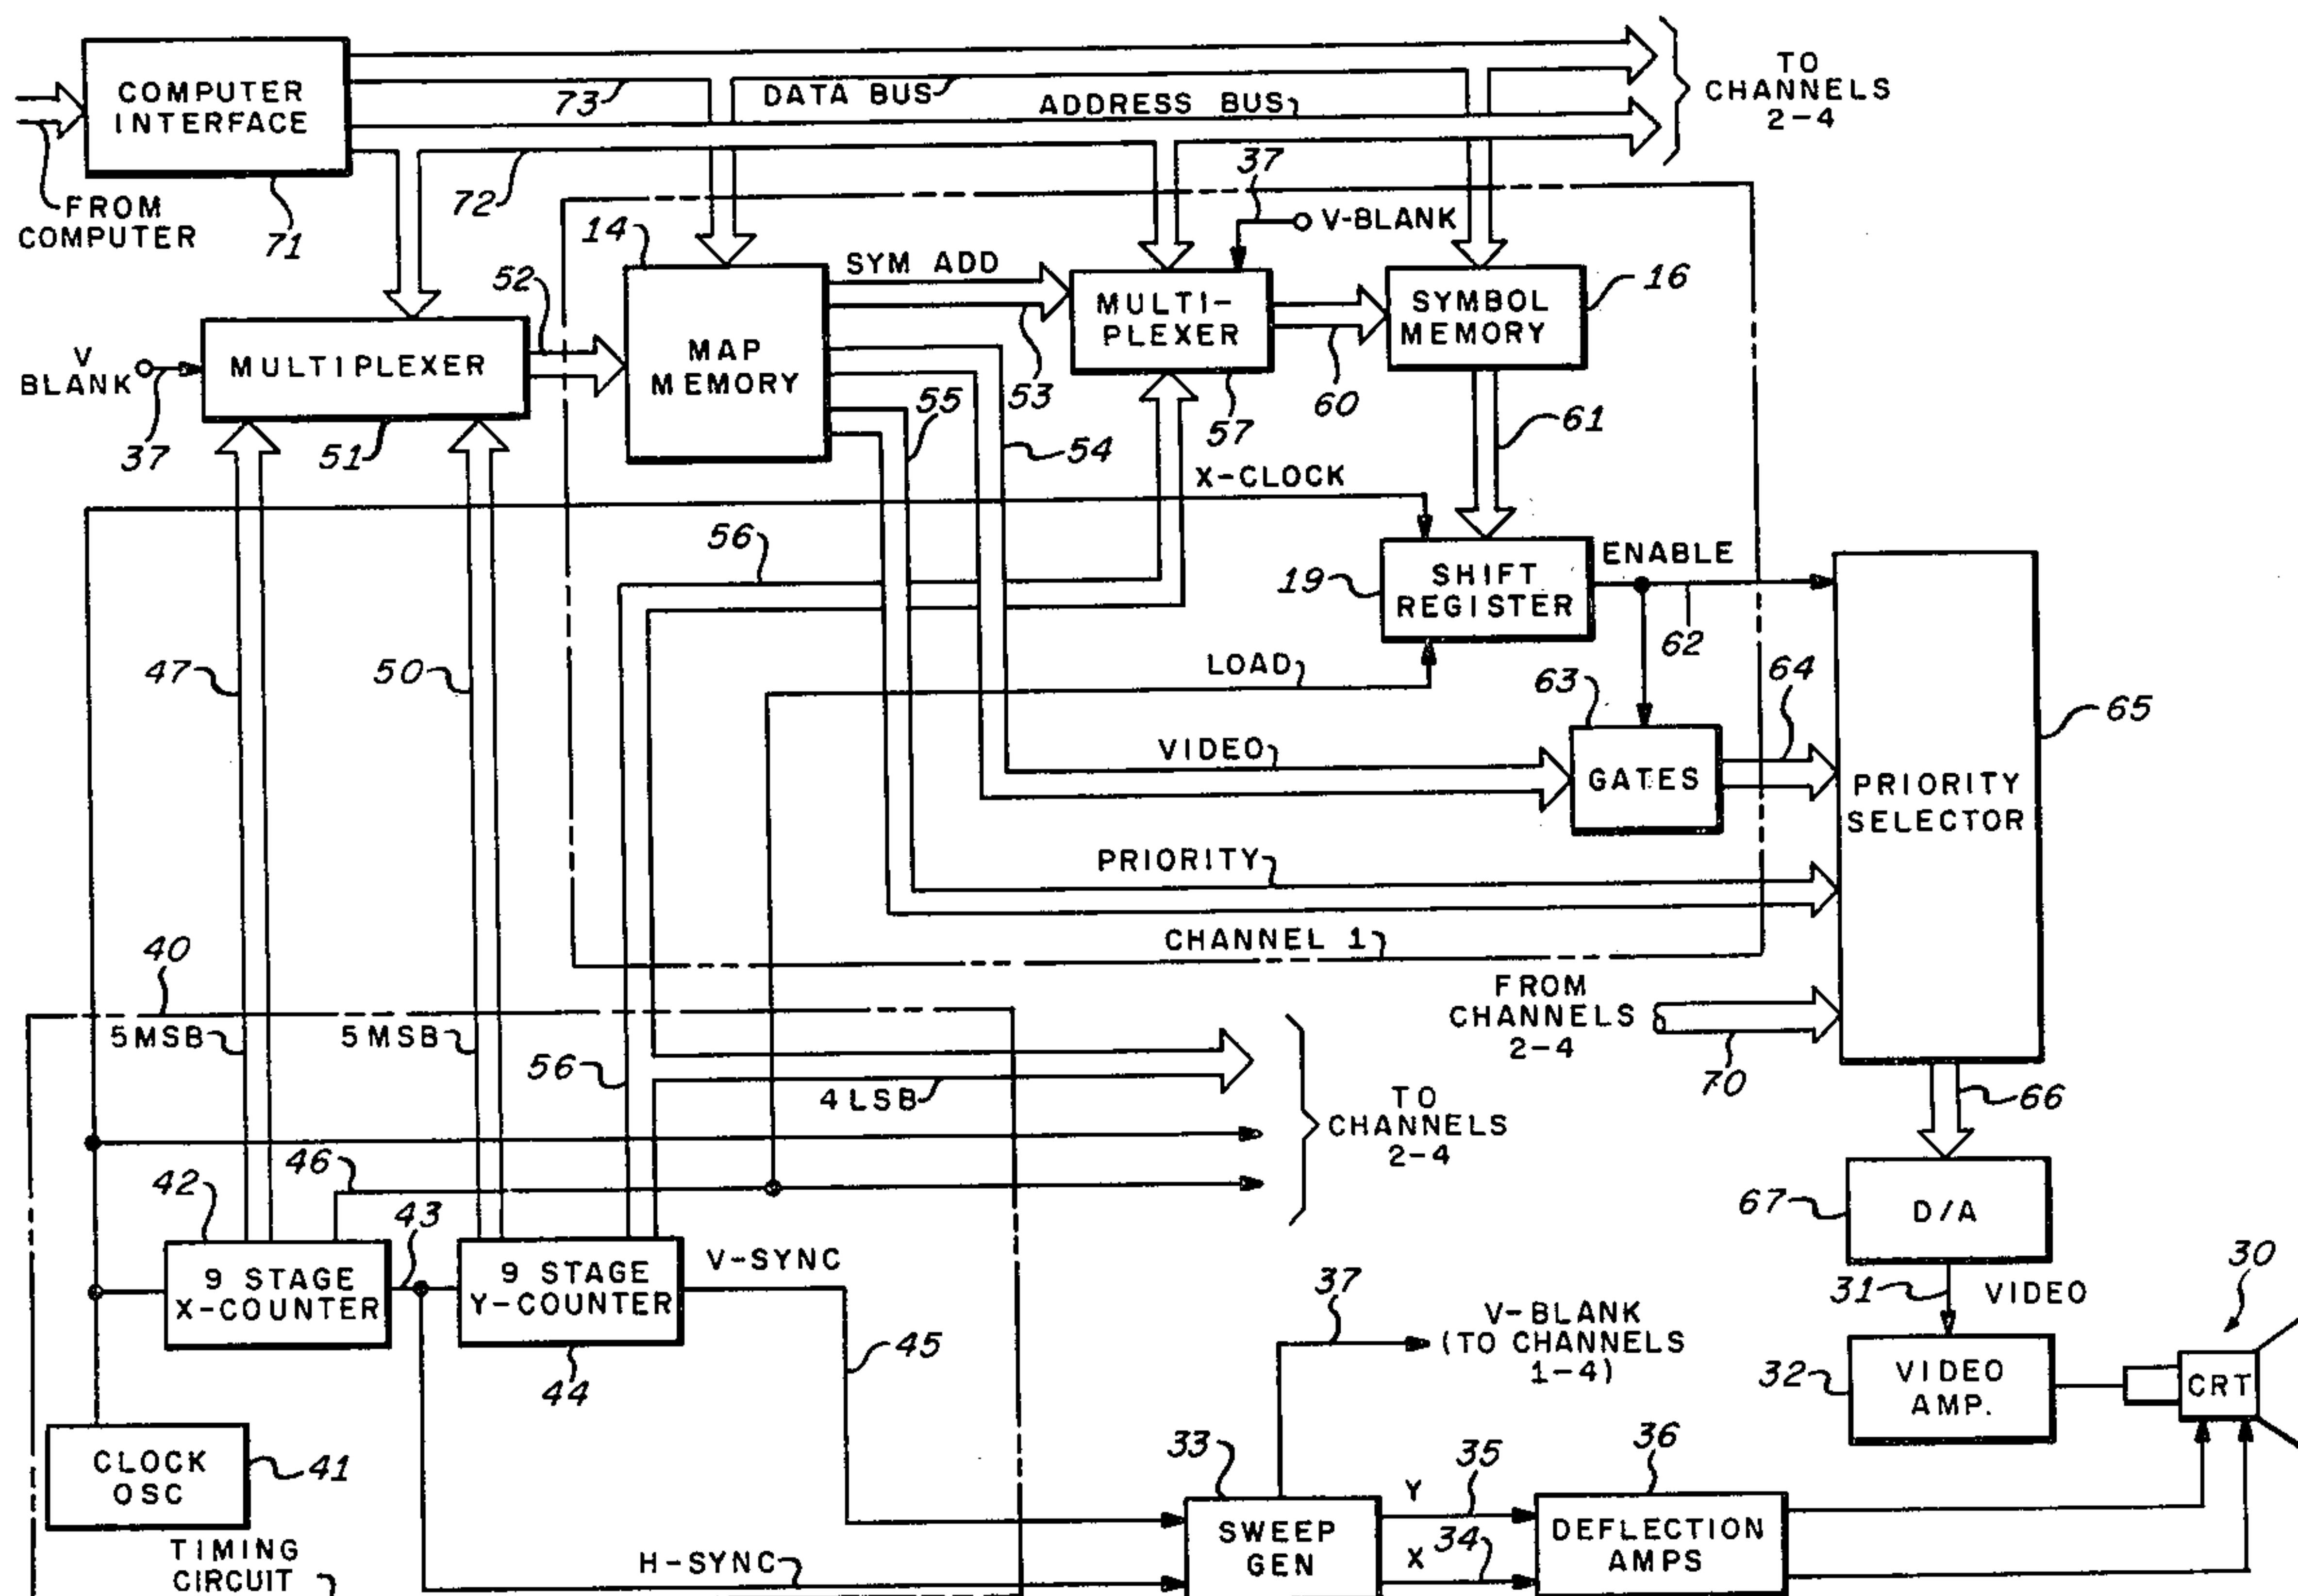 COMPUTER
INTERFACE
FROM
COMPUTER
71
73
DATA BUS
ADDRESS BUS
TO
CHANNELS
2-4
72
37
V-BLANK
14
SYM ADD
52
53
V
BLANK
37
MULTIPLEXER
51
MAP
MEMORY
MULTI-
PLEXER
57
60
SYMBOL
MEMORY
16
61
55
54
X-CLOCK
56
19
SHIFT
REGISTER
ENABLE
62
47
50
LOAD
63
64
65
VIDEO
GATES
PRIORITY
SELECTOR
PRIORITY
CHANNEL 1
40
5MSB
5MSB
56
4LSB
FROM
CHANNELS
2-4
70
66
TO
CHANNELS
2-4
46
42
43
9 STAGE
X-COUNTER
9 STAGE
Y-COUNTER
44
V-SYNC
45
67
D/A
31
VIDEO
30
37
V-BLANK
(TO CHANNELS
1-4)
32
VIDEO
AMP.
CRT
CLOCK
OSC
41
TIMING
CIRCUIT
H-SYNC
33
SWEEP
GEN
Y
35
X
34
36
DEFLECTION
AMPS